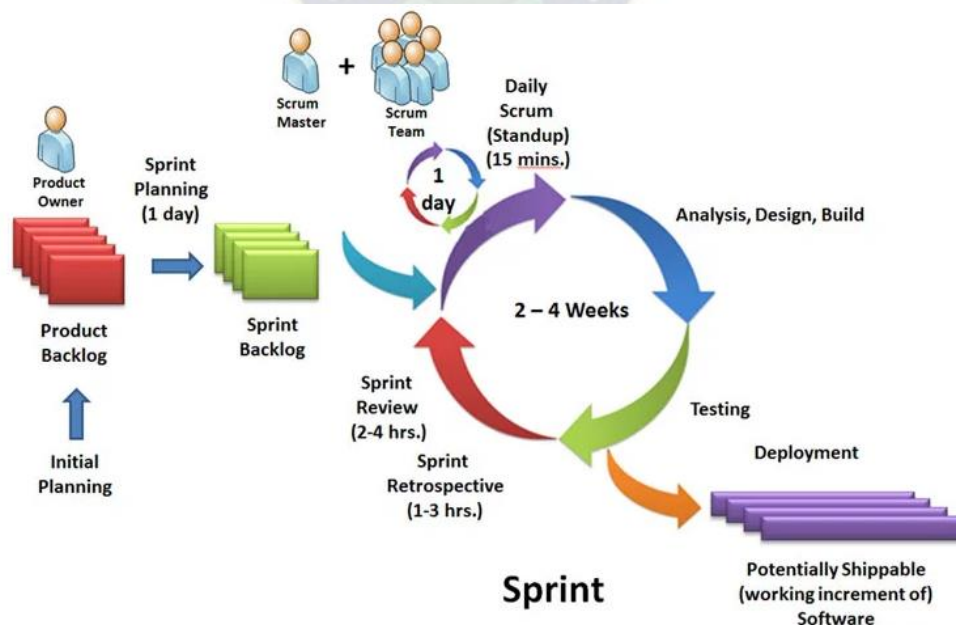 Scrum
Master
+
Scrum
Team
Daily
Scrum
(Standup)
(15 mins.)
Product
Owner
Sprint
Planning
(1 day)
1
day
Analysis, Design, Build
2 – 4 Weeks
Product
Backlog
Sprint
Backlog
Initial
Planning
Sprint
Review
(2-4 hrs.)
Sprint
Retrospective
(1-3 hrs.)
Testing
Deployment
Potentially Shippable
(working increment of)
Software
Sprint